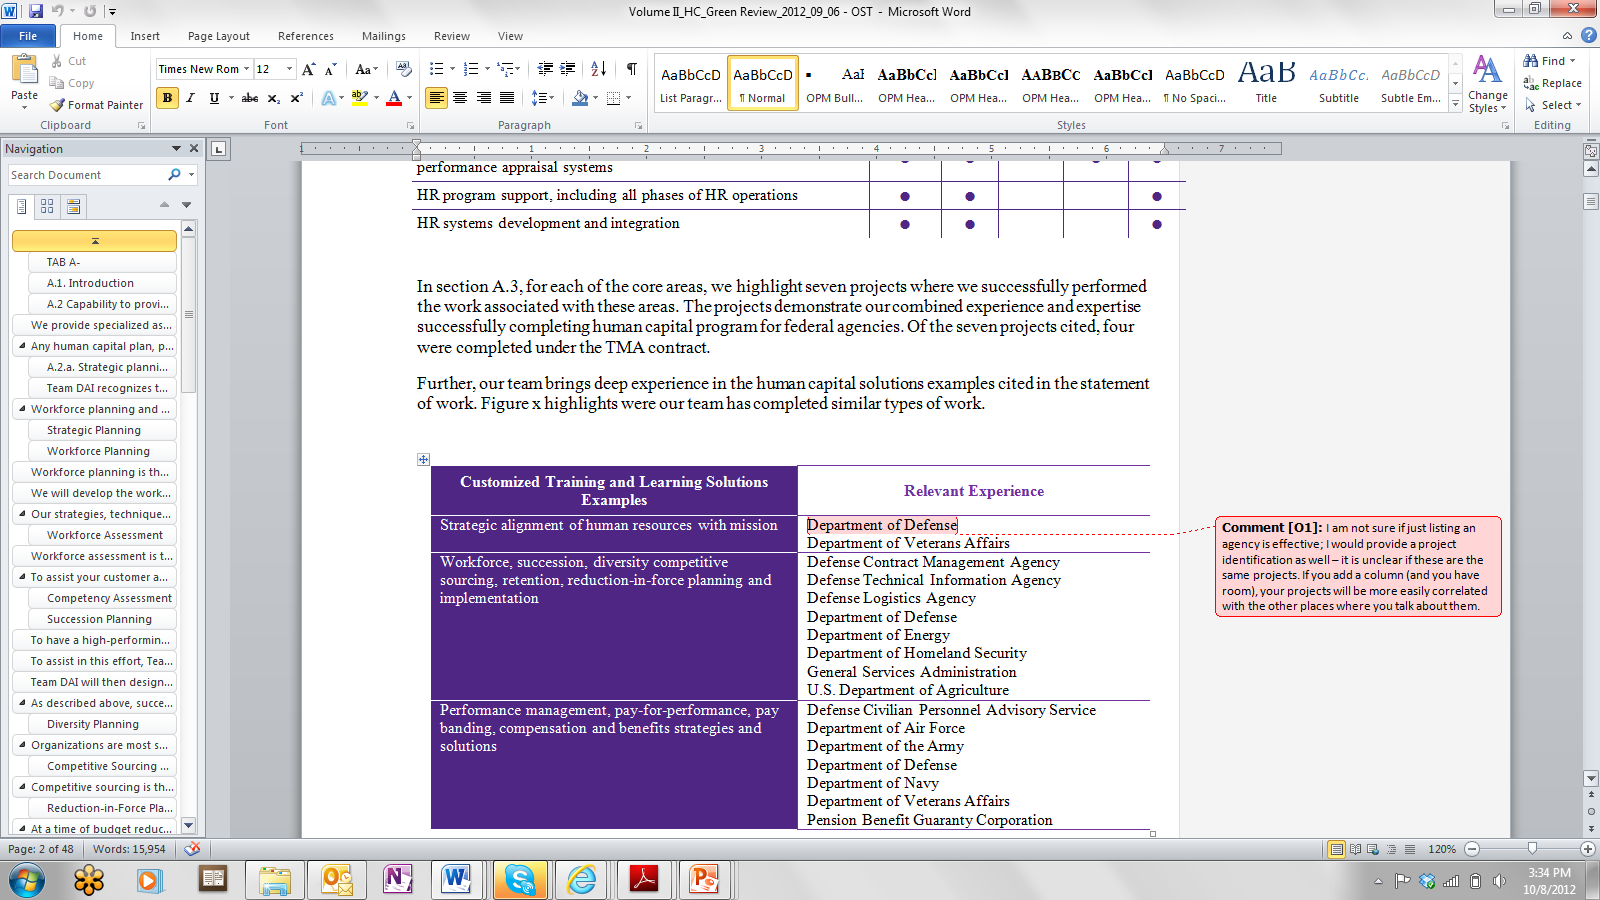 Volume II_HC_Green Review_2012_09_06 - OST - Microsoft Word
File Home Insert Page Layout References Mailings Review View
Paste
Cut
Copy
Format Painter
Clipboard
Times New Rom 12
Font
Paragraph
AaBbCcD AaBbCcD AaI AaBbCcI AaBbCcI AaBbCc AaBbCcI AaBbCcD AaB AaBbCc. AaBbCcD
List Paragr... ¶ Normal OPM Bull... OPM Hea... OPM Hea... OPM Hea... OPM Hea... ¶ No Spaci... Title Subtitle Subtle Em...
Change Styles
Styles
Find
Replace
Select
Editing
Navigation
Search Document
TAB A-
A.1. Introduction
A.2 Capability to provi...
We provide specialized as...
Any human capital plan, p...
A.2.a. Strategic planni...
Team DAI recognizes t...
Workforce planning and ...
Strategic Planning
Workforce Planning
Workforce planning is th...
We will develop the work...
Our strategies, technique...
Workforce Assessment
Workforce assessment is t...
To assist your customer a...
Competency Assessment
Succession Planning
To have a high-performin...
To assist in this effort, Tea...
Team DAI will then design...
As described above, succe...
Diversity Planning
Organizations are most s...
Competitive Sourcing ...
Competitive sourcing is th...
Reduction-in-Force Pla...
At a time of budget reduc...
1 1 2 3 4 5 6 7
performance appraisal systems
HR program support, including all phases of HR operations
HR systems development and integration
In section A.3, for each of the core areas, we highlight seven projects where we successfully performed
the work associated with these areas. The projects demonstrate our combined experience and expertise
successfully completing human capital program for federal agencies. Of the seven projects cited, four
were completed under the TMA contract.
Further, our team brings deep experience in the human capital solutions examples cited in the statement
of work. Figure x highlights were our team has completed similar types of work.
Customized Training and Learning Solutions
Examples
Relevant Experience
Strategic alignment of human resources with mission
Department of Defense
Department of Veterans Affairs
Workforce, succession, diversity competitive
sourcing, retention, reduction-in-force planning and
implementation
Defense Contract Management Agency
Defense Technical Information Agency
Defense Logistics Agency
Department of Defense
Department of Energy
Department of Homeland Security
General Services Administration
U.S. Department of Agriculture
Performance management, pay-for-performance, pay
banding, compensation and benefits strategies and
solutions
Defense Civilian Personnel Advisory Service
Department of Air Force
Department of the Army
Department of Defense
Department of Navy
Department of Veterans Affairs
Pension Benefit Guaranty Corporation
Comment [O1]: I am not sure if just listing an
agency is effective; I would provide a project
identification as well – it is unclear if these are the
same projects. If you add a column (and you have
room), your projects will be more easily correlated
with the other places where you talk about them.
Page: 2 of 48 Words: 15,954
120%
3:34 PM
10/8/2012